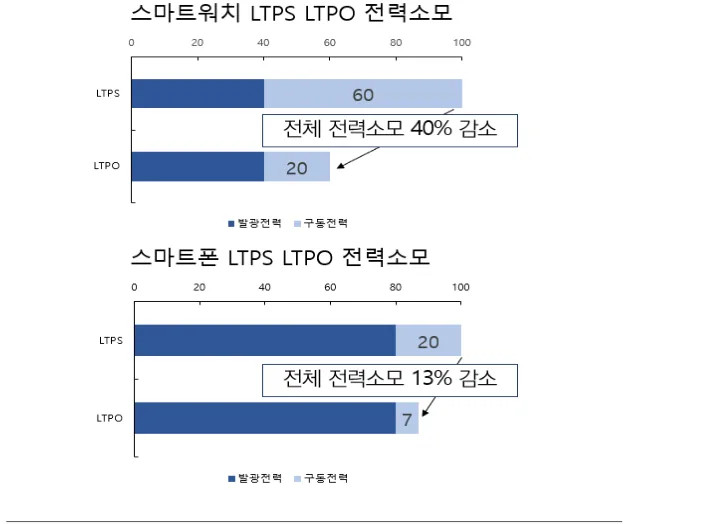 스마트워치 LTPS LTPO 전력소모
0 20 40 60 80 100
LTPS 60
전체 전력소모 40% 감소
LTPO 20
발광전력 구동전력
스마트폰 LTPS LTPO 전력소모
0 20 40 60 80 100
LTPS 20
전체 전력소모 13% 감소
LTPO 7
발광전력 구동전력